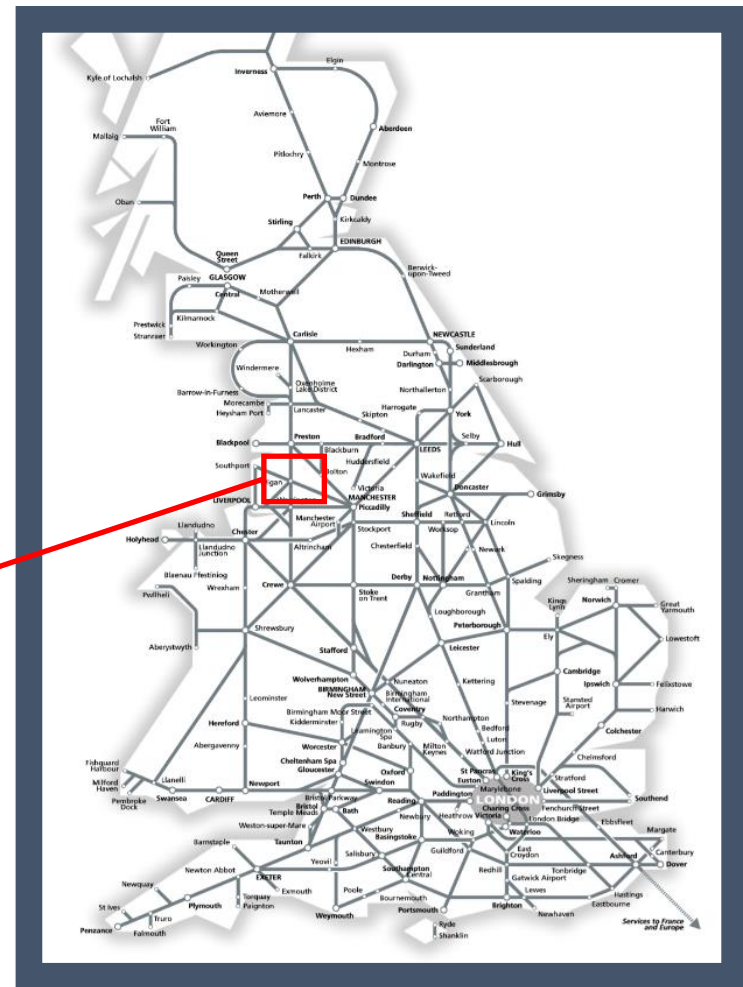 Elgin
Inverness
Kyle of Lochalsh
Aviemore
Fort
William
Aberdeen
Mallaig
Pitlochry
Montrose
Perth
Dundee
Oban
Stirling
Kirkcaldy
EDINBURGH
Queen
Street
Falkirk
Berwick-
upon-Tweed
Paisley
GLASGOW
Central
Motherwell
Prestwick
Kilmarnock
Stranraer
Carlisle
NEWCASTLE
Workington
Hexham
Sunderland
Durham
Darlington
Middlesbrough
Windermere
Scarborough
Oxenholme
Lake District
Barrow-in-Furness
Northallerton
Morecambe
Heysham Port
Lancaster
Harrogate
York
Skipton
Preston
Bradford
Selby
Blackpool
Blackburn
LEEDS
Hull
Southport
Huddersfield
Wakefield
Victoria
Doncaster
LIVERPOOL
MANCHESTER
Piccadilly
Grimsby
Manchester
Airport
Sheffield
Retford
Llandudno
Stockport
Worksop
Lincoln
Chester
Holyhead
Llandudno
Junction
Altrincham
Chesterfield
Newark
Skegness
Blaenau Ffestiniog
Wrexham
Crewe
Stoke
on Trent
Derby
Nottingham
Spalding
Sheringham
Cromer
Pwllheli
Grantham
Kings
Lynn
Norwich
Great
Yarmouth
Loughborough
Shrewsbury
Peterborough
Ely
Aberystwyth
Stafford
Leicester
Lowestoft
Wolverhampton
Cambridge
BIRMINGHAM
New Street
Nuneaton
Kettering
Birmingham
International
Ipswich
Felixstowe
Leominster
Coventry
Stevenage
Stansted
Airport
Birmingham Moor Street
Harwich
Hereford
Kidderminster
Rugby
Northampton
Leamington
Spa
Bedford
Colchester
Abergavenny
Worcester
Banbury
Milton
Keynes
Luton
Watford Junction
Chelmsford
Cheltenham Spa
Fishguard
Harbour
Gloucester
Oxford
St Pancras
King's
Cross
Stratford
Llanelli
Euston
Milford
Haven
Newport
Swindon
Marylebone
Liverpool Street
Pembroke
Dock
Swansea
CARDIFF
Bristol Parkway
Reading
Paddington
LONDON
Southend
Bristol
Temple Meads
Bath
Charing Cross
Fenchurch Street
Newbury
Heathrow
Victoria
London Bridge
Ebbsfleet
Weston-super-Mare
Westbury
Basingstoke
Woking
Waterloo
Margate
Barnstaple
Taunton
Salisbury
Guildford
East
Croydon
Canterbury
Newton Abbot
Yeovil
Southampton
Central
Redhill
Tonbridge
Ashford
Dover
EXETER
Gatwick Airport
Newquay
Exmouth
Poole
Lewes
Hastings
Torquay
Paignton
Bournemouth
Eastbourne
St Ives
Plymouth
Portsmouth
Brighton
Newhaven
Truro
Weymouth
Penzance
Falmouth
Ryde
Shanklin
Services to France
and Europe